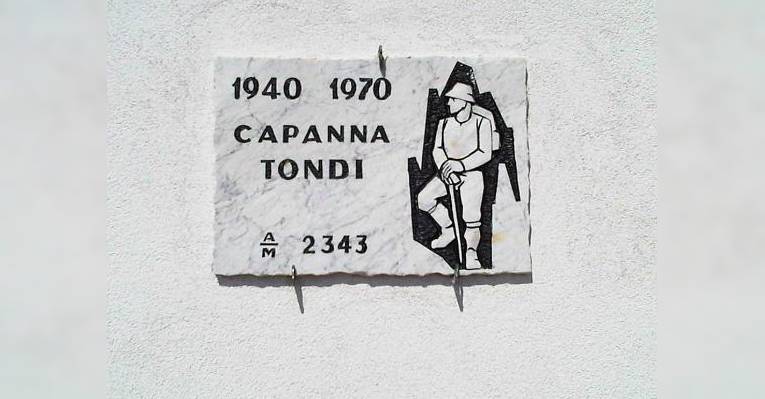 1940 1970
CAPANNA
TONDI
A/M 2343